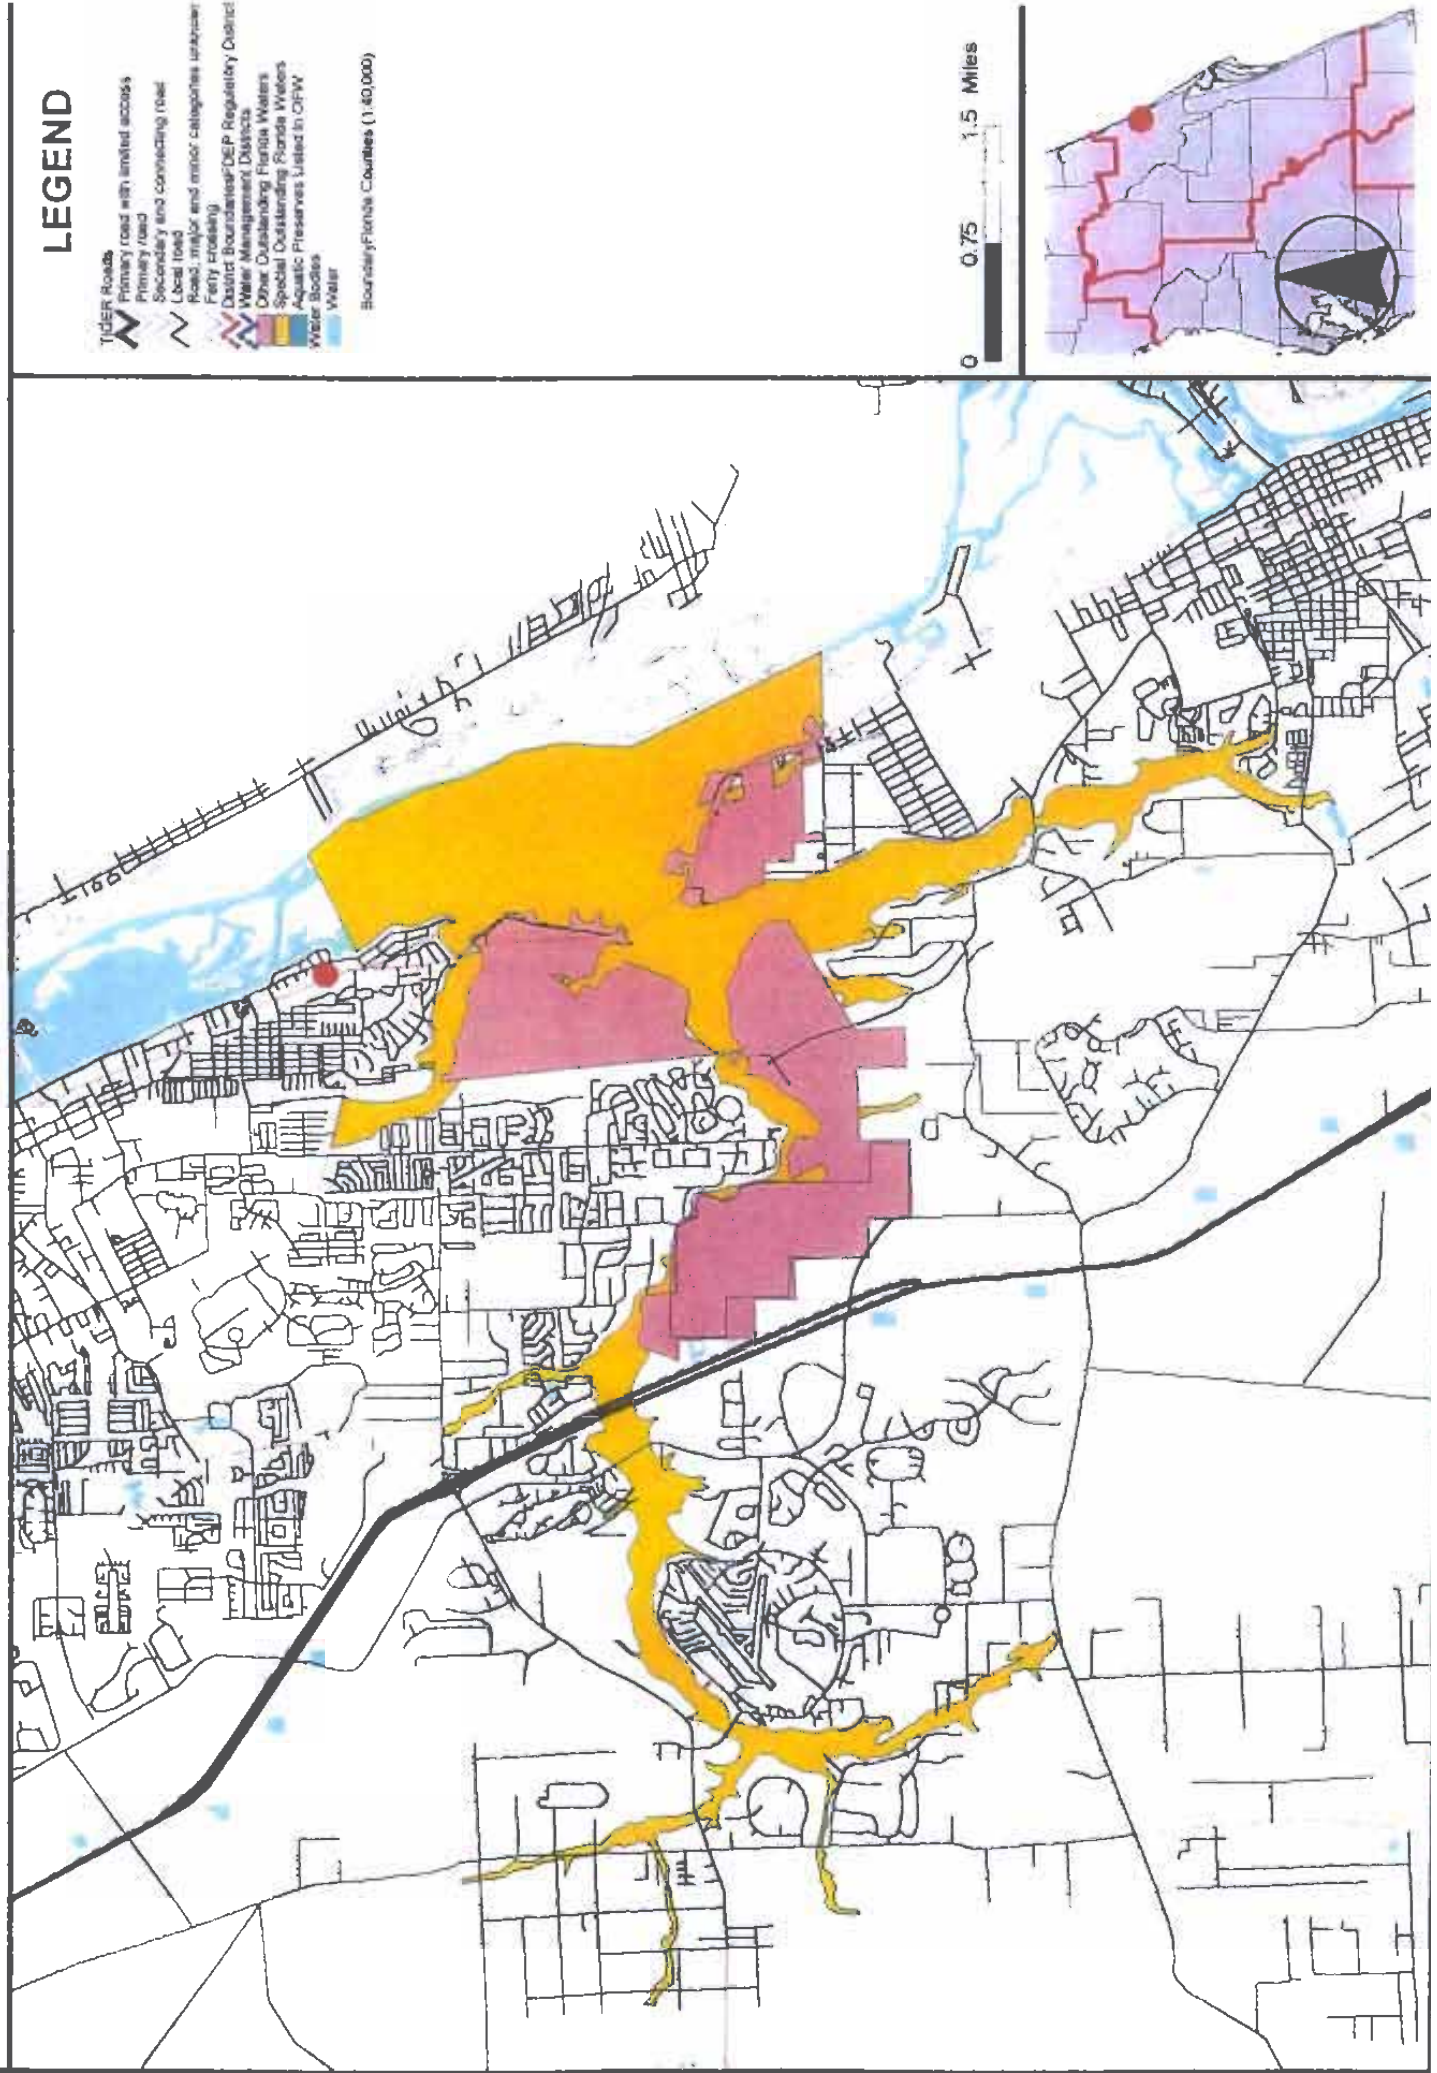 LEGEND
TIGER Roads
Primary road with limited access
Primary road
Secondary and connecting road
Local road
Road, major and minor categories unknown
Ferry crossing
District Boundaries FDEP Regulatory District
Water Management Districts
Other Outstanding Florida Waters
Special Outstanding Florida Waters
Aquatic Preserves Listed in OFW
Water Bodies
Water
Boundary Florida Counties (1:40,000)
0 0.75 1.5 Miles